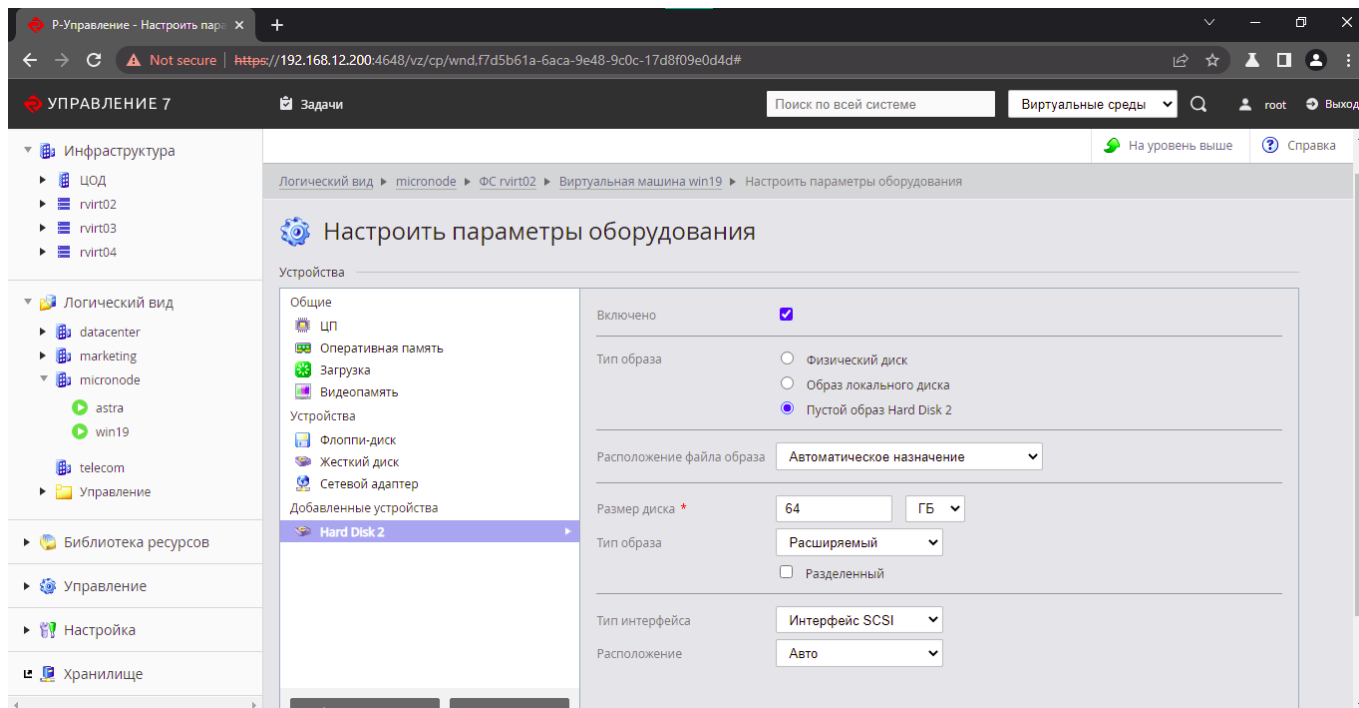 Р-Управление - Настроить пара
Not secure https://192.168.12.200:4648/vz/cp/wnd.f7d5b61a-6aca-9e48-9c0c-17d8f09e0d4d#
УПРАВЛЕНИЕ 7
Задачи
Поиск по всей системе
Виртуальные среды
root
Выход
На уровень выше
Справка
Инфраструктура
ЦОД
rvirt02
rvirt03
rvirt04
Логический вид
datacenter
marketing
micronode
astra
win19
telecom
Управление
Библиотека ресурсов
Управление
Настройка
Хранилище
Логический вид micronode ФС rvirt02 Виртуальная машина win19 Настроить параметры оборудования
Настроить параметры оборудования
Устройства
Общие
ЦП
Оперативная память
Загрузка
Видеопамять
Устройства
Флоппи-диск
Жесткий диск
Сетевой адаптер
Добавленные устройства
Hard Disk 2
Включено
Тип образа
Физический диск
Образ локального диска
Пустой образ Hard Disk 2
Расположение файла образа Автоматическое назначение
Размер диска * 64 ГБ
Тип образа Расширяемый
Разделенный
Тип интерфейса Интерфейс SCSI
Расположение Авто